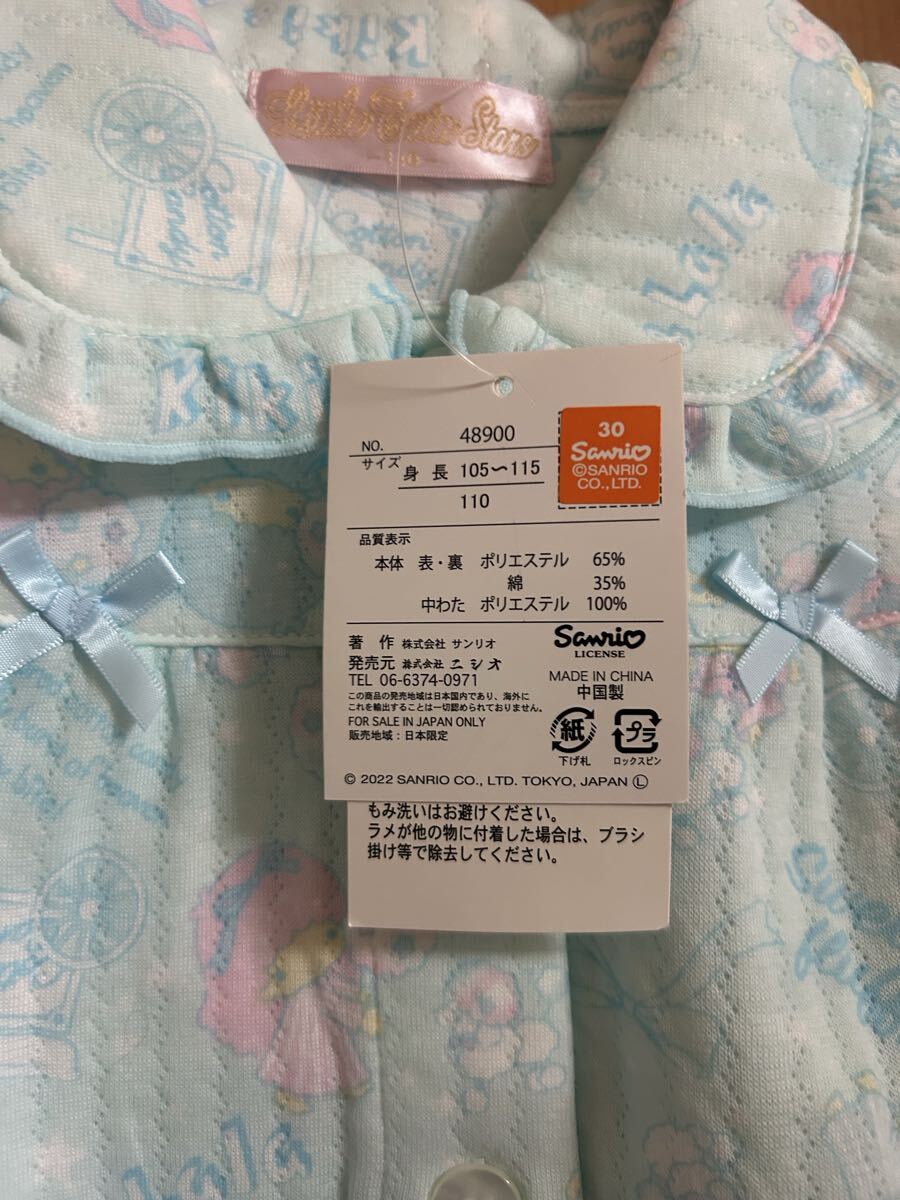 Kiki
Cotton
Candy
Little Twin Stars
Cotton
Candy
Lala
Kiki
NO. 48900
サイズ 身長 105～115
110
30
Sanrio
©SANRIO
CO.,LTD.
品質表示
本体 表・裏 ポリエステル 65%
綿 35%
中わた ポリエステル 100%
著 作 株式会社 サンリオ
発売元 株式会社 ニシオ
TEL 06-6374-0971
この商品の発売地域は日本国内であり、海外に
これを輸出することは一切認められておりません。
FOR SALE IN JAPAN ONLY
販売地域：日本限定
Sanrio
LICENSE
MADE IN CHINA
中国製
紙
下げ札
プラ
ロックスピン
© 2022 SANRIO CO., LTD. TOKYO, JAPAN Ⓛ
もみ洗いはお避けください。
ラメが他の物に付着した場合は、ブラシ
掛け等で除去してください。
Lala